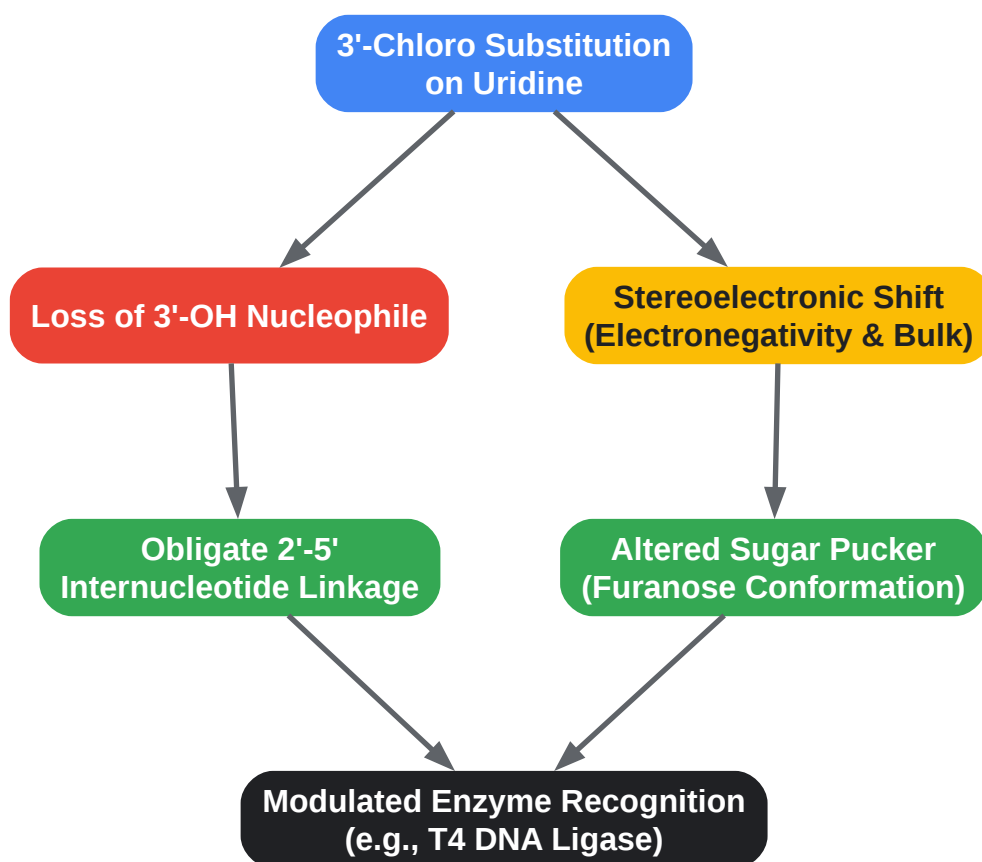 3'-Chloro Substitution
on Uridine
Loss of 3'-OH Nucleophile
Stereoelectronic Shift
(Electronegativity & Bulk)
Obligate 2'-5'
Internucleotide Linkage
Altered Sugar Pucker
(Furanose Conformation)
Modulated Enzyme Recognition
(e.g., T4 DNA Ligase)